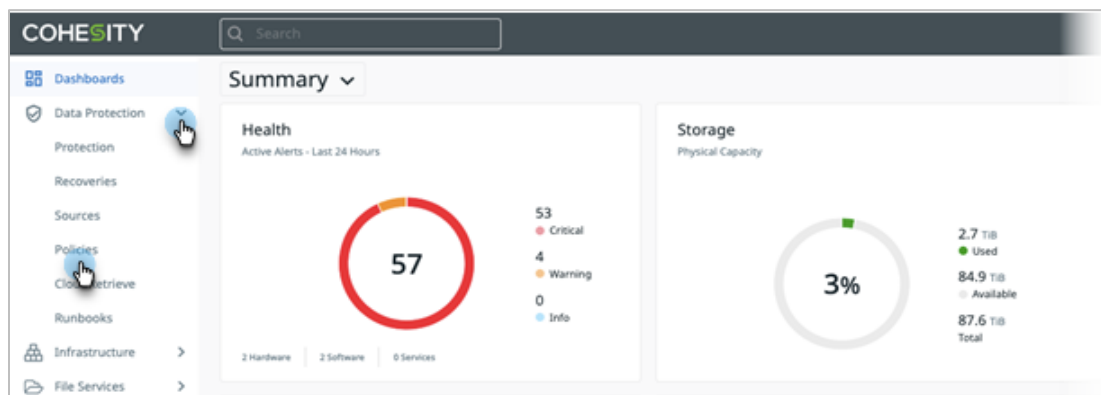 COHESITY
Search
Dashboards
Data Protection
Protection
Recoveries
Sources
Policies
Runbooks
Infrastructure
File Services
Summary
Health
Active Alerts - Last 24 Hours
57
53
Critical
4
Warning
0
Info
2 Hardware 2 Software 0 Services
Storage
Physical Capacity
3%
2.7 TiB
Used
84.9 TiB
Available
87.6 TiB
Total